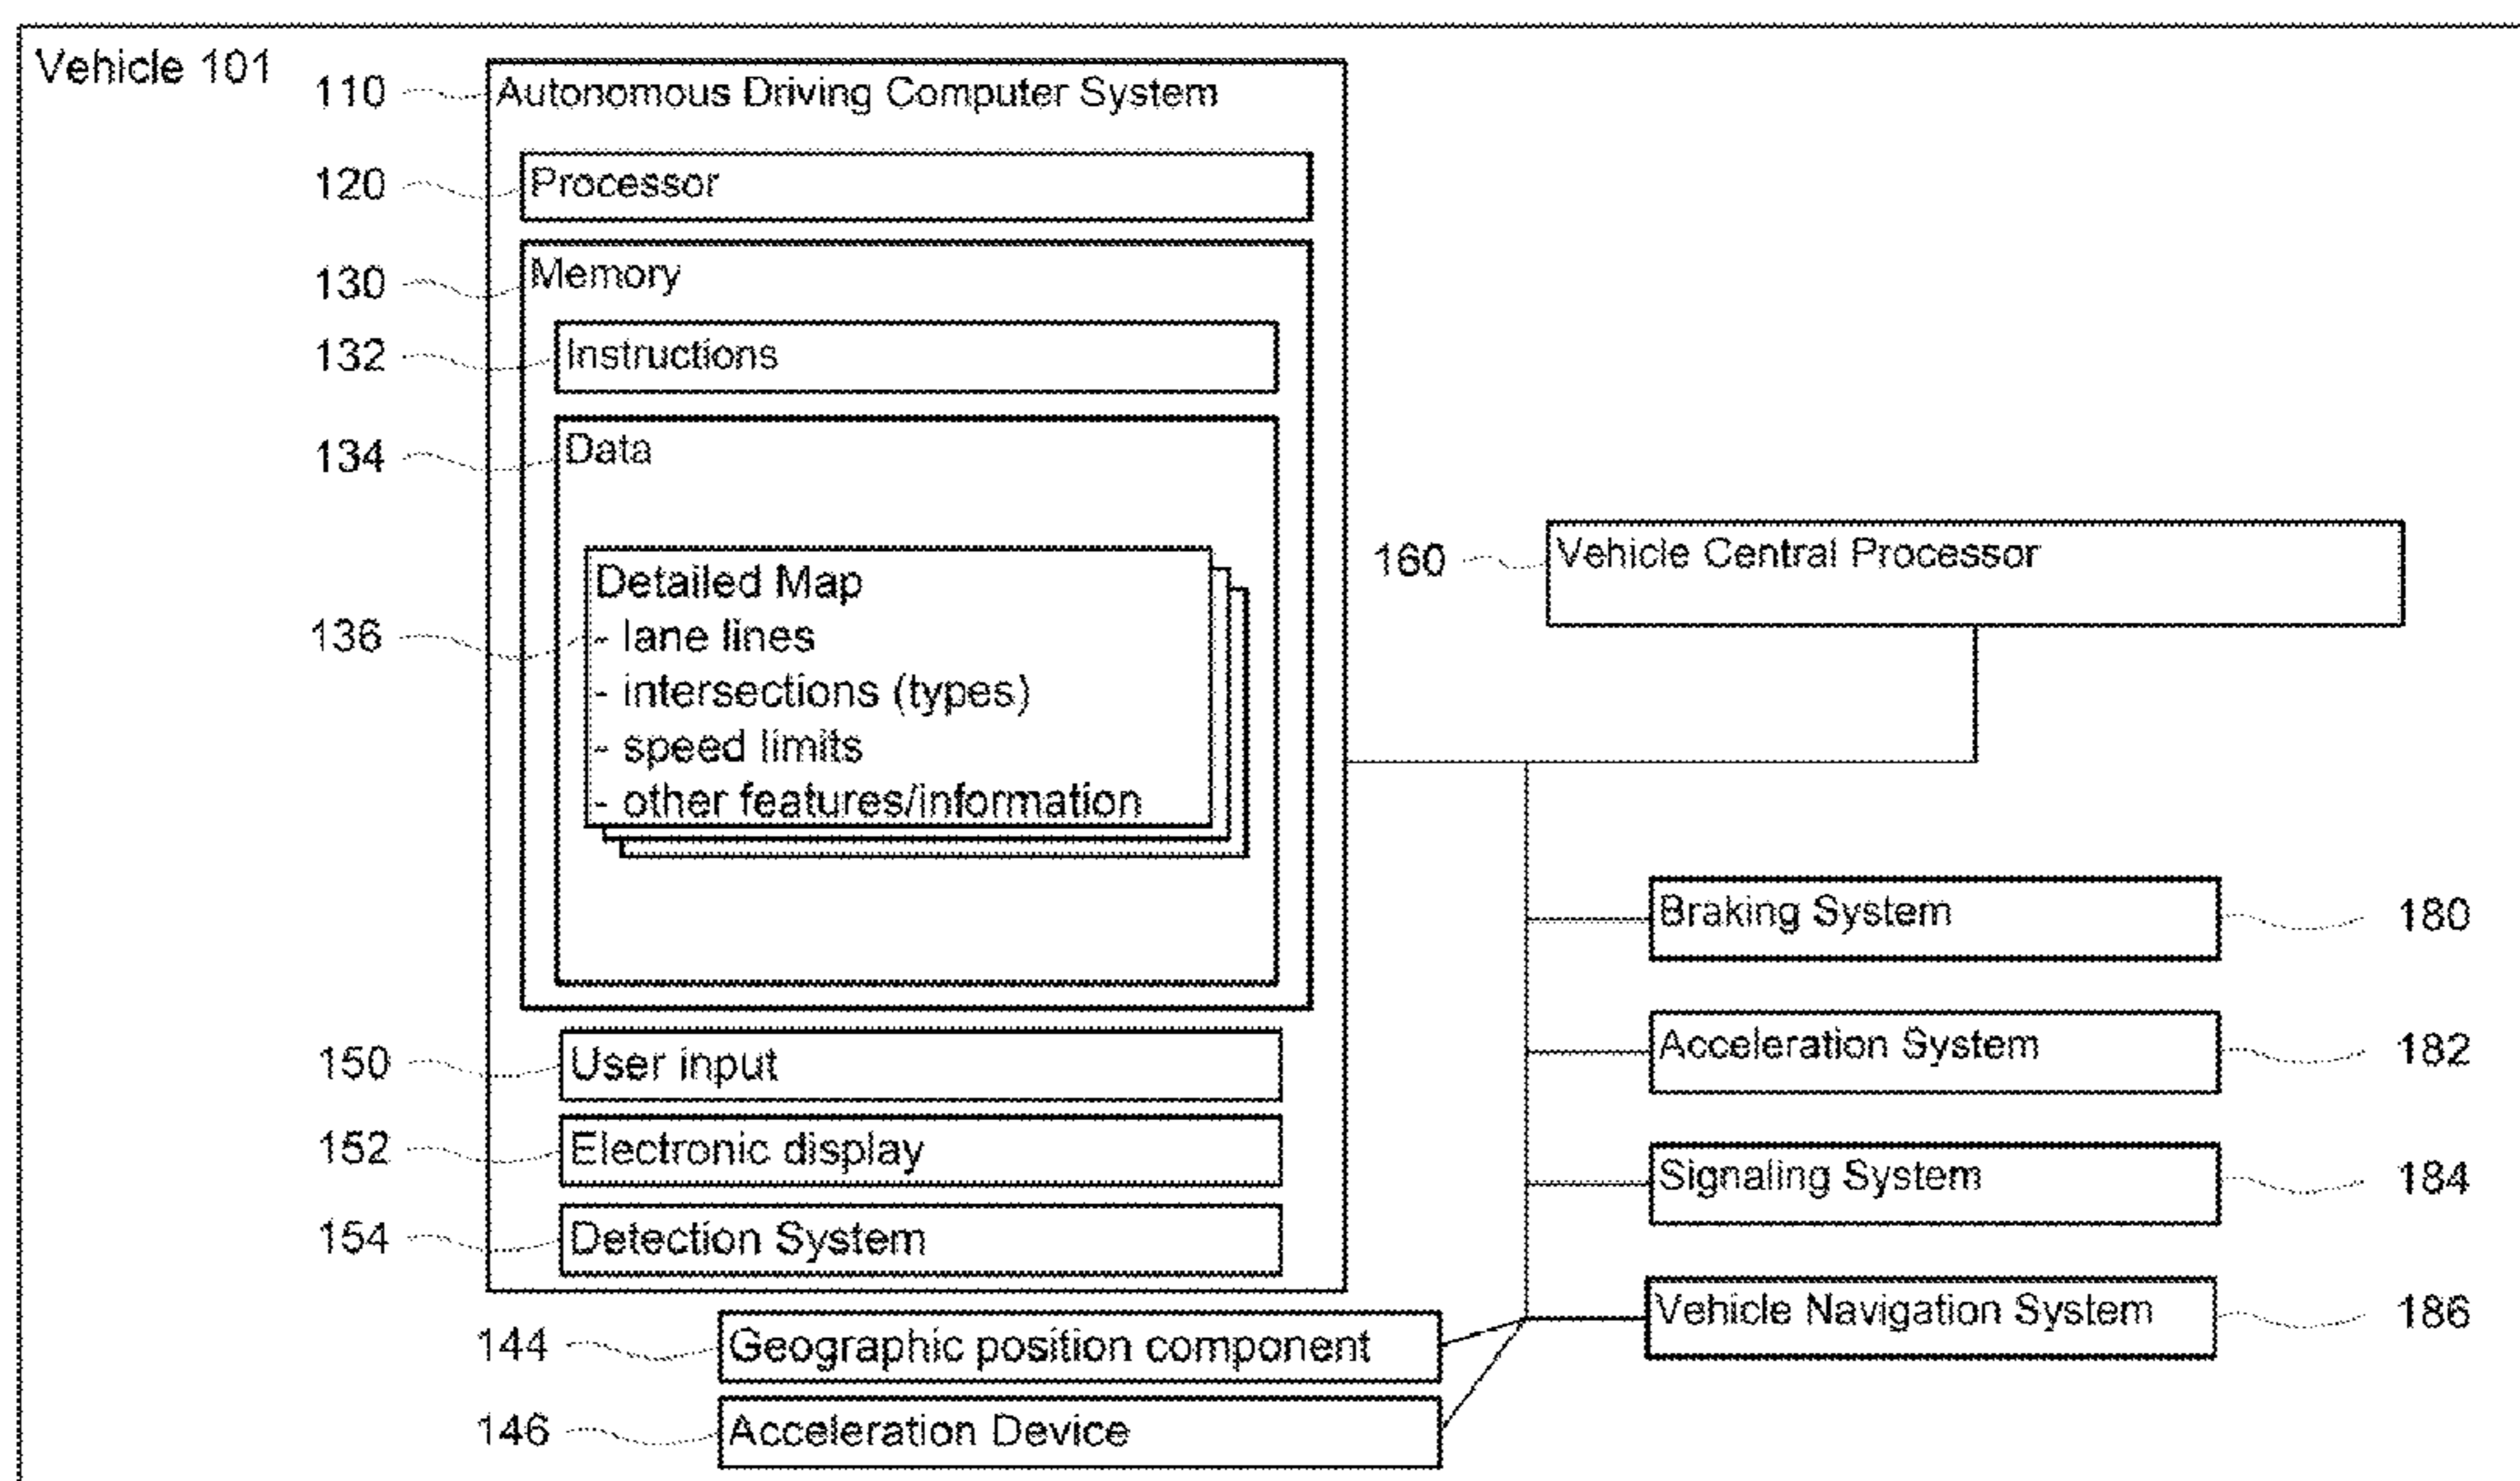 Vehicle 101
110 Autonomous Driving Computer System
120 Processor
130 Memory
132 Instructions
134 Data
Detailed Map
136 - lane lines
- intersections (types)
- speed limits
- other features/information
160 Vehicle Central Processor
150 User input
152 Electronic display
154 Detection System
144 Geographic position component
146 Acceleration Device
Braking System 180
Acceleration System 182
Signaling System 184
Vehicle Navigation System 186